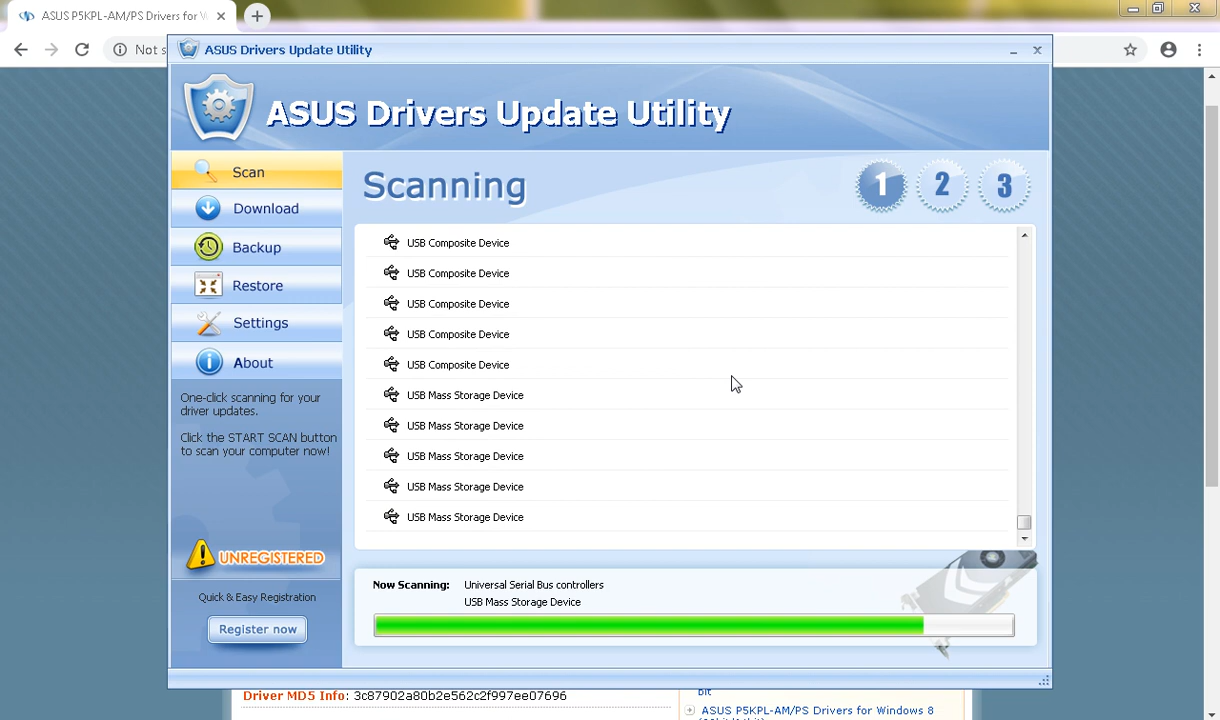 ASUS P5KPL-AM/PS Drivers for W
Not s
ASUS Drivers Update Utility
ASUS Drivers Update Utility
Scan
Download
Backup
Restore
Settings
About
One-click scanning for your
driver updates.
Click the START SCAN button
to scan your computer now!
UNREGISTERED
Quick & Easy Registration
Register now
Scanning
1
2
3
USB Composite Device
USB Composite Device
USB Composite Device
USB Composite Device
USB Composite Device
USB Mass Storage Device
USB Mass Storage Device
USB Mass Storage Device
USB Mass Storage Device
USB Mass Storage Device
Now Scanning: Universal Serial Bus controllers
USB Mass Storage Device
Driver MD5 Info: 3c87902a80b2e562c2f997ee07696
bit
ASUS P5KPL-AM/PS Drivers for Windows 8